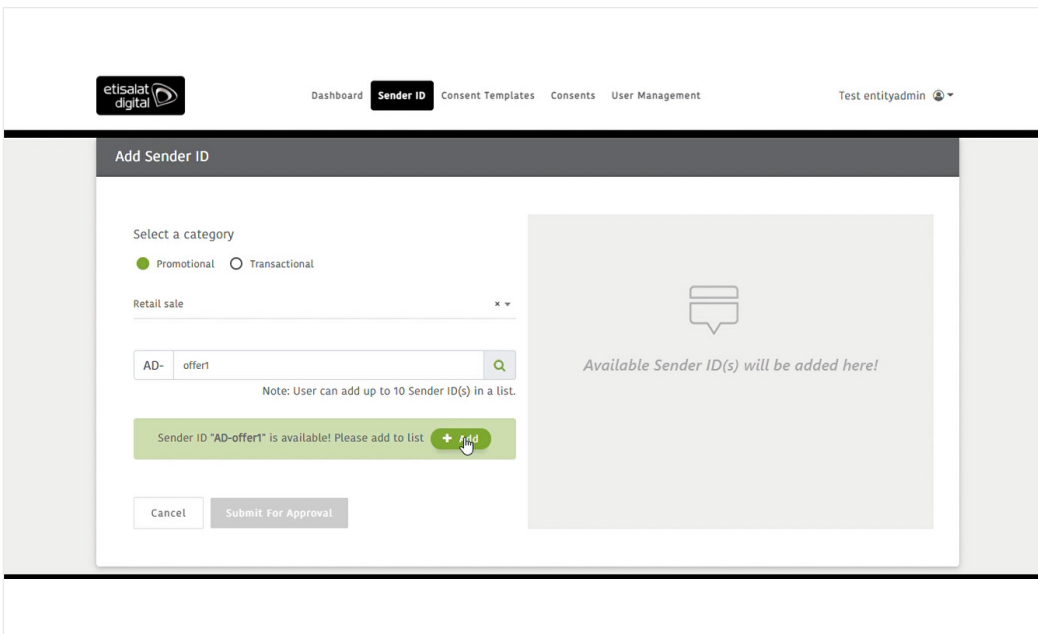 etisalat
digital
Dashboard Sender ID Consent Templates Consents User Management Test entityadmin
Add Sender ID
Select a category
Promotional Transactional
Retail sale
AD- offer1
Note: User can add up to 10 Sender ID(s) in a list.
Sender ID "AD-offer1" is available! Please add to list + Add
Cancel Submit For Approval
Available Sender ID(s) will be added here!